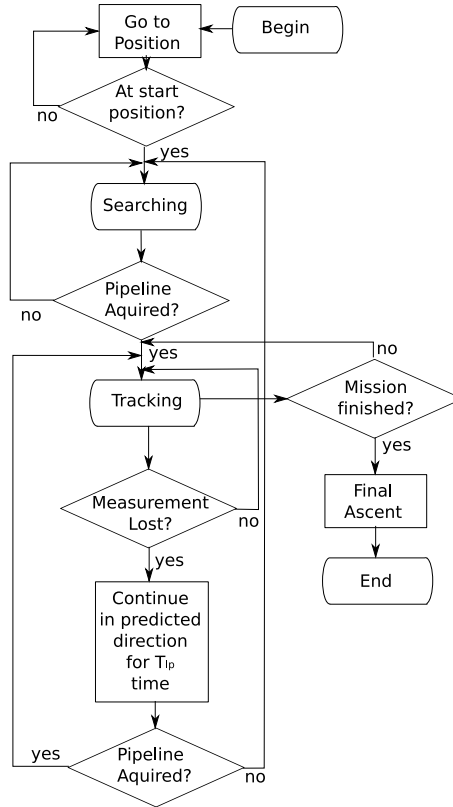 Go to
Position
Begin
At start
position?
no
yes
Searching
Pipeline
Aquired?
no
yes
no
Tracking
Mission
finished?
yes
Measurement
Lost?
no
yes
Final
Ascent
End
Continue
in predicted
direction
for Tlp
time
yes
Pipeline
Aquired?
no